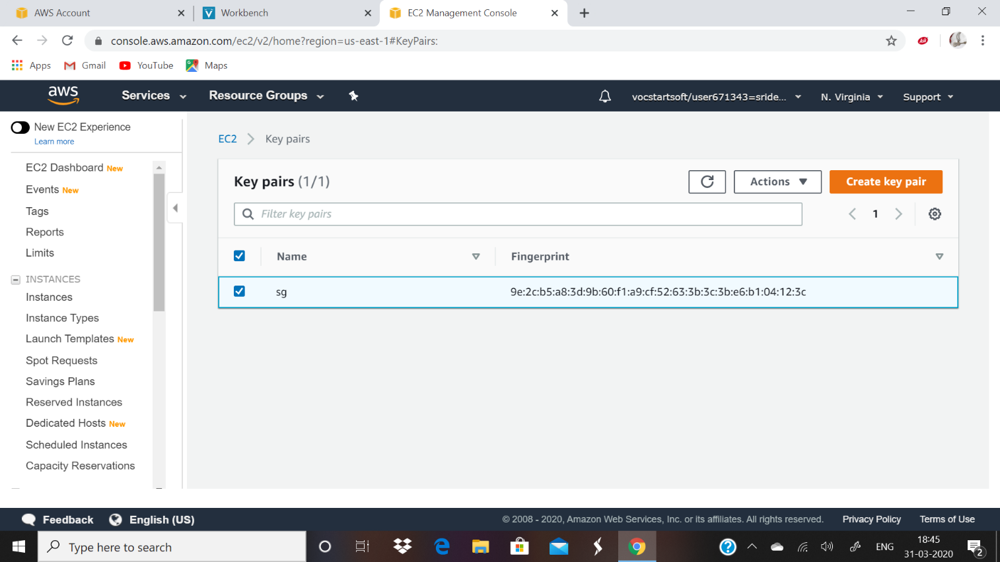 AWS Account
Workbench
EC2 Management Console
console.aws.amazon.com/ec2/v2/home?region=us-east-1#KeyPairs:
Ask
Apps
Gmail
YouTube
Maps
aws
Services
Resource Groups
vocstartsoft/user671343=sride...
N. Virginia
Support
New EC2 Experience
Learn more
EC2 Dashboard New
Events New
Tags
Reports
Limits
INSTANCES
Instances
Instance Types
Launch Templates New
Spot Requests
Savings Plans
Reserved Instances
Dedicated Hosts New
Scheduled Instances
Capacity Reservations
EC2 > Key pairs
Key pairs (1/1)
Actions
Create key pair
Filter key pairs
1
Name
Fingerprint
sg
9e:2c:b5:a8:3d:9b:60:f1:a9:cf:52:63:3b:3c:3b:e6:b1:04:12:3c
Feedback
English (US)
© 2008 - 2020, Amazon Web Services, Inc. or its affiliates. All rights reserved.
Privacy Policy
Terms of Use
Type here to search
ENG
18:45
31-03-2020
2